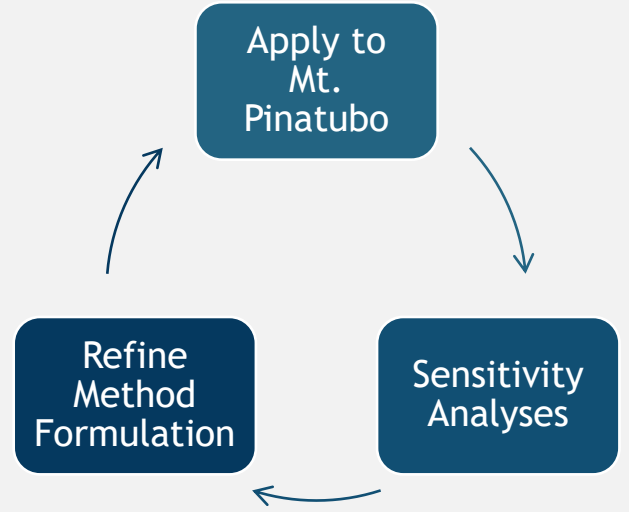 Apply to
Mt.
Pinatubo
Sensitivity
Analyses
Refine
Method
Formulation